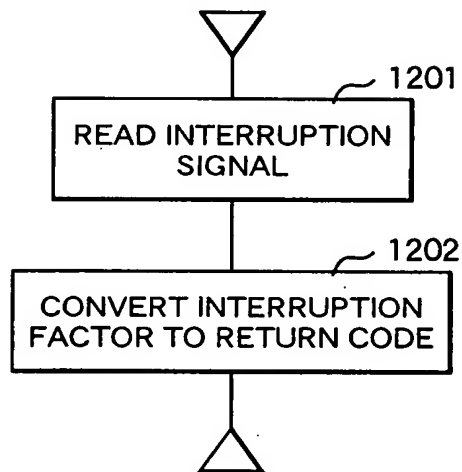 1201
READ INTERRUPTION
SIGNAL
1202
CONVERT INTERRUPTION
FACTOR TO RETURN CODE